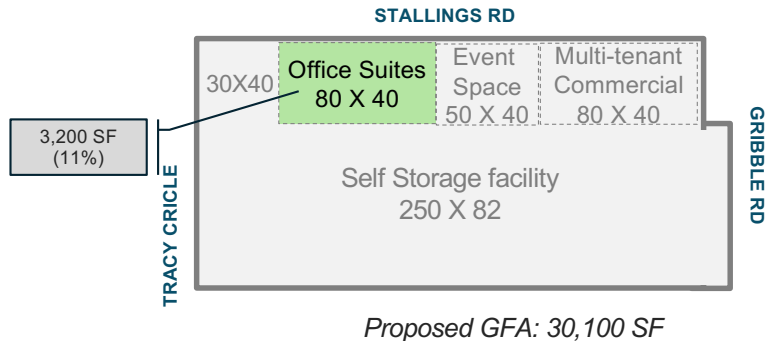 STALLINGS RD
30X40
Office Suites
80 X 40
Event
Space
50 X 40
Multi-tenant
Commercial
80 X 40
3,200 SF
(11%)
TRACY CRICLE
Self Storage facility
250 X 82
GRIBBLE RD
Proposed GFA: 30,100 SF